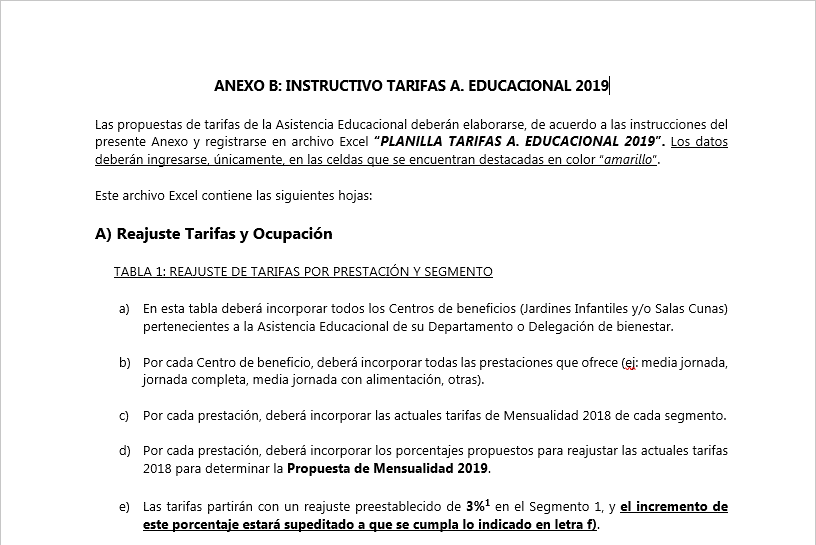 ANEXO B: INSTRUCTIVO TARIFAS A. EDUCACIONAL 2019
Las propuestas de tarifas de la Asistencia Educacional deberán elaborarse, de acuerdo a las instrucciones del
presente Anexo y registrarse en archivo Excel “PLANILLA TARIFAS A. EDUCACIONAL 2019”. Los datos
deberán ingresarse, únicamente, en las celdas que se encuentran destacadas en color “amarillo”.
Este archivo Excel contiene las siguientes hojas:
A) Reajuste Tarifas y Ocupación
TABLA 1: REAJUSTE DE TARIFAS POR PRESTACIÓN Y SEGMENTO
a) En esta tabla deberá incorporar todos los Centros de beneficios (Jardines Infantiles y/o Salas Cunas)
pertenecientes a la Asistencia Educacional de su Departamento o Delegación de bienestar.
b) Por cada Centro de beneficio, deberá incorporar todas las prestaciones que ofrece (ej: media jornada,
jornada completa, media jornada con alimentación, otras).
c) Por cada prestación, deberá incorporar las actuales tarifas de Mensualidad 2018 de cada segmento.
d) Por cada prestación, deberá incorporar los porcentajes propuestos para reajustar las actuales tarifas
2018 para determinar la Propuesta de Mensualidad 2019.
e) Las tarifas partirán con un reajuste preestablecido de 3%¹ en el Segmento 1, y el incremento de
este porcentaje estará supeditado a que se cumpla lo indicado en letra f).